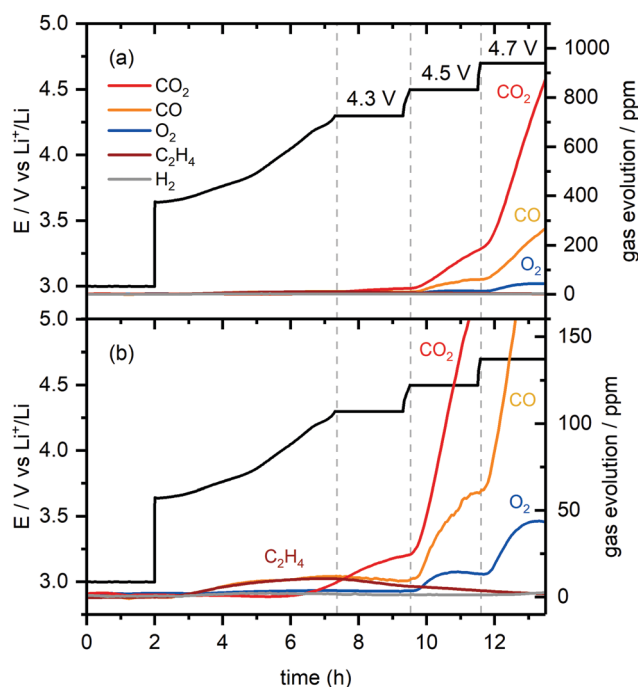 (a)
CO₂
CO
O₂
C₂H₄
H₂
4.3 V
4.5 V
4.7 V
CO₂
CO
O₂
E / V vs Li⁺/Li
5.0
4.5
4.0
3.5
3.0
gas evolution / ppm
1000
800
600
400
200
0
(b)
CO₂
CO
O₂
C₂H₄
E / V vs Li⁺/Li
5.0
4.5
4.0
3.5
3.0
gas evolution / ppm
150
100
50
0
0 2 4 6 8 10 12
time (h)